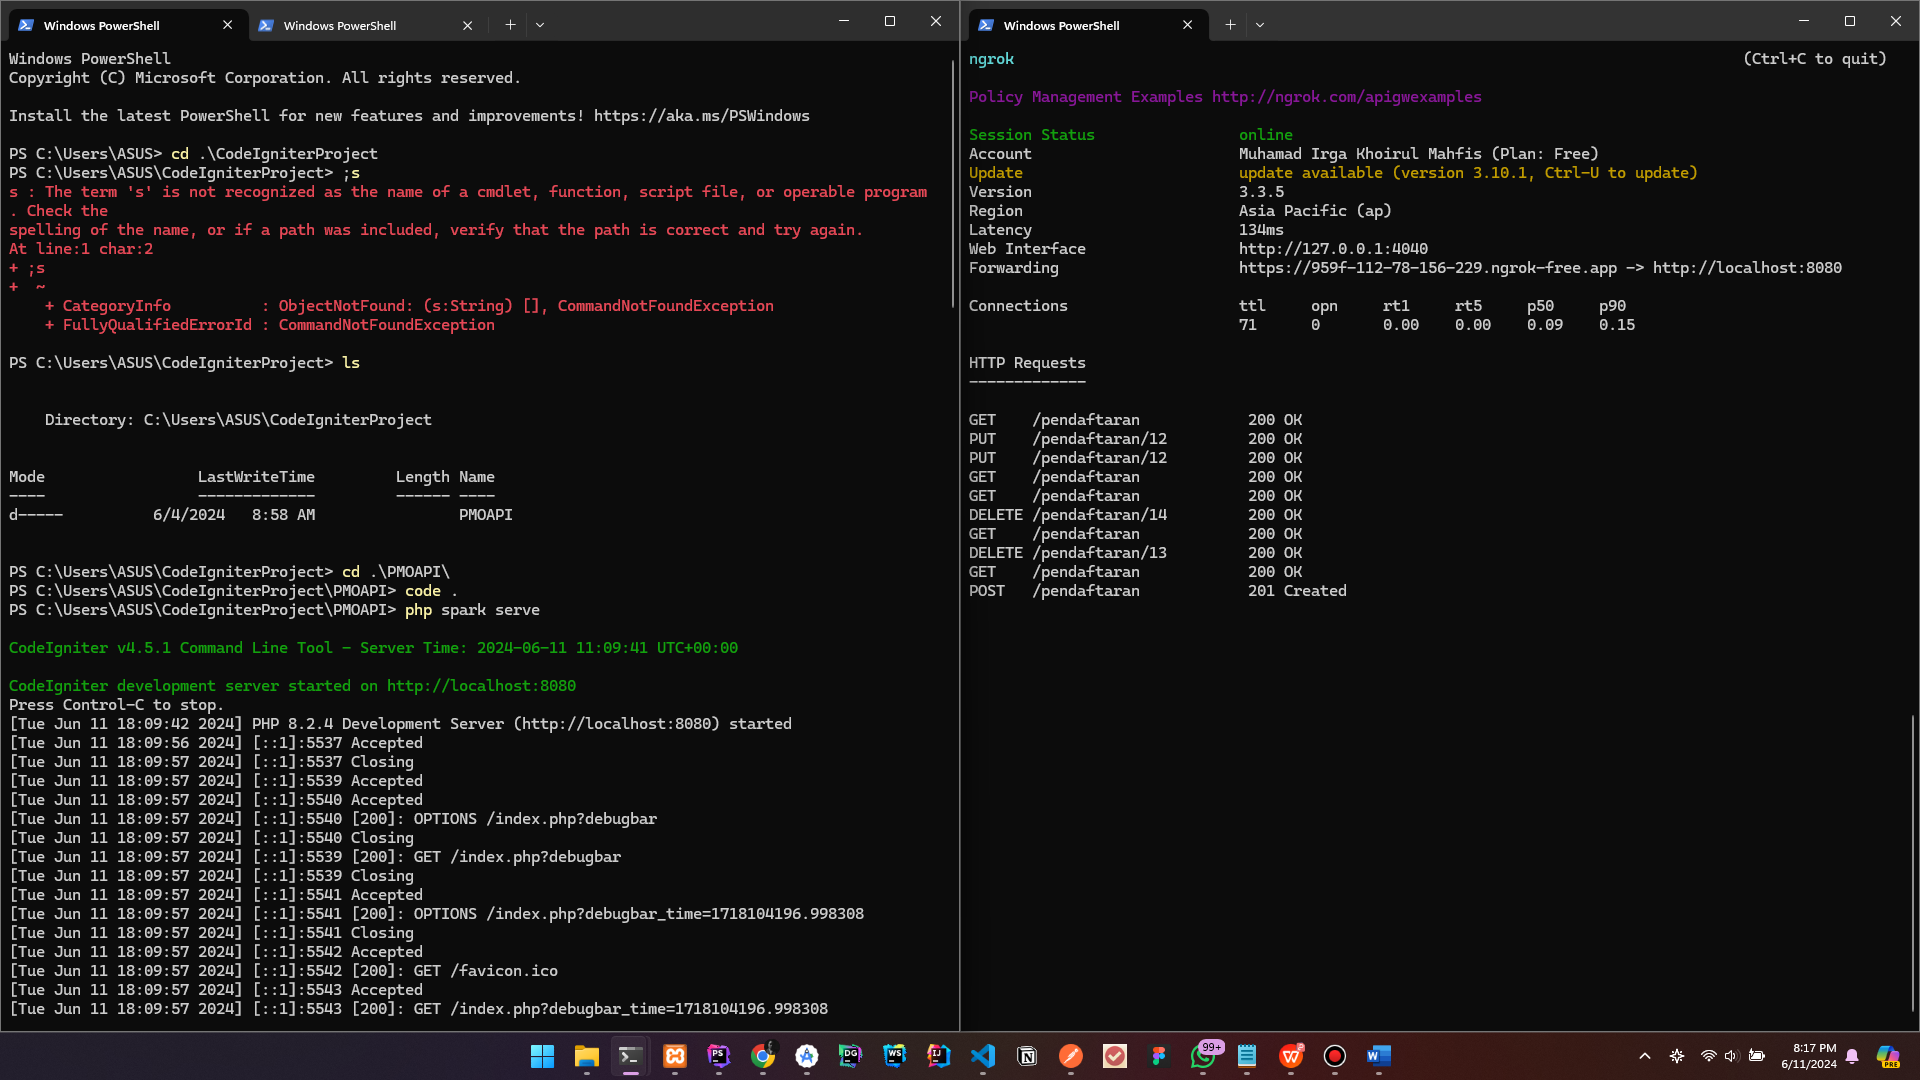 Windows PowerShell
Windows PowerShell
Windows PowerShell
Copyright (C) Microsoft Corporation. All rights reserved.
Install the latest PowerShell for new features and improvements! https://aka.ms/PSWindows
PS C:\Users\ASUS> cd .\CodeIgniterProject
PS C:\Users\ASUS\CodeIgniterProject> ;s
s : The term 's' is not recognized as the name of a cmdlet, function, script file, or operable program
. Check the
spelling of the name, or if a path was included, verify that the path is correct and try again.
At line:1 char:2
+ ;s
+  ~
    + CategoryInfo          : ObjectNotFound: (s:String) [], CommandNotFoundException
    + FullyQualifiedErrorId : CommandNotFoundException
PS C:\Users\ASUS\CodeIgniterProject> ls
    Directory: C:\Users\ASUS\CodeIgniterProject
Mode                 LastWriteTime         Length Name
----                 -------------         ------ ----
d-----          6/4/2024   8:58 AM                PMOAPI
PS C:\Users\ASUS\CodeIgniterProject> cd .\PMOAPI\
PS C:\Users\ASUS\CodeIgniterProject\PMOAPI> code .
PS C:\Users\ASUS\CodeIgniterProject\PMOAPI> php spark serve
CodeIgniter v4.5.1 Command Line Tool - Server Time: 2024-06-11 11:09:41 UTC+00:00
CodeIgniter development server started on http://localhost:8080
Press Control-C to stop.
[Tue Jun 11 18:09:42 2024] PHP 8.2.4 Development Server (http://localhost:8080) started
[Tue Jun 11 18:09:56 2024] [::1]:5537 Accepted
[Tue Jun 11 18:09:57 2024] [::1]:5537 Closing
[Tue Jun 11 18:09:57 2024] [::1]:5539 Accepted
[Tue Jun 11 18:09:57 2024] [::1]:5540 Accepted
[Tue Jun 11 18:09:57 2024] [::1]:5540 [200]: OPTIONS /index.php?debugbar
[Tue Jun 11 18:09:57 2024] [::1]:5540 Closing
[Tue Jun 11 18:09:57 2024] [::1]:5539 [200]: GET /index.php?debugbar
[Tue Jun 11 18:09:57 2024] [::1]:5539 Closing
[Tue Jun 11 18:09:57 2024] [::1]:5541 Accepted
[Tue Jun 11 18:09:57 2024] [::1]:5541 [200]: OPTIONS /index.php?debugbar_time=1718104196.998308
[Tue Jun 11 18:09:57 2024] [::1]:5541 Closing
[Tue Jun 11 18:09:57 2024] [::1]:5542 Accepted
[Tue Jun 11 18:09:57 2024] [::1]:5542 [200]: GET /favicon.ico
[Tue Jun 11 18:09:57 2024] [::1]:5543 Accepted
[Tue Jun 11 18:09:57 2024] [::1]:5543 [200]: GET /index.php?debugbar_time=1718104196.998308
Windows PowerShell
ngrok (Ctrl+C to quit)
Policy Management Examples http://ngrok.com/apigwexamples
Session Status                online
Account                       Muhamad Irga Khoirul Mahfis (Plan: Free)
Update                        update available (version 3.10.1, Ctrl-U to update)
Version                       3.3.5
Region                        Asia Pacific (ap)
Latency                       134ms
Web Interface                 http://127.0.0.1:4040
Forwarding                    https://959f-112-78-156-229.ngrok-free.app -> http://localhost:8080
Connections                   ttl     opn     rt1     rt5     p50     p90
                              71      0       0.00    0.00    0.09    0.15
HTTP Requests
-------------
GET    /pendaftaran            200 OK
PUT    /pendaftaran/12         200 OK
PUT    /pendaftaran/12         200 OK
GET    /pendaftaran            200 OK
GET    /pendaftaran            200 OK
DELETE /pendaftaran/14         200 OK
GET    /pendaftaran            200 OK
DELETE /pendaftaran/13         200 OK
GET    /pendaftaran            200 OK
POST   /pendaftaran            201 Created
PS
DG
WS
IJ
99+
W
8:17 PM
6/11/2024
PRE